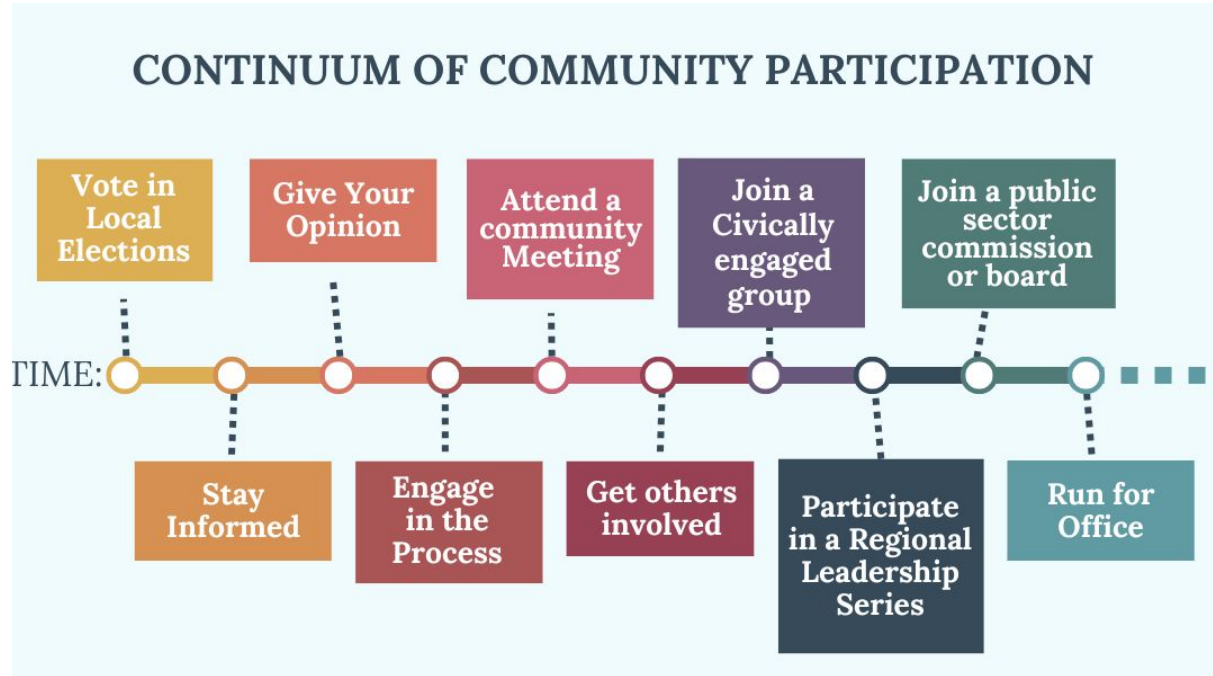 CONTINUUM OF COMMUNITY PARTICIPATION
Vote in
Local
Elections
Give Your
Opinion
Attend a
community
Meeting
Join a
Civically
engaged
group
Join a public
sector
commission
or board
TIME:
Stay
Informed
Engage
in the
Process
Get others
involved
Participate
in a Regional
Leadership
Series
Run for
Office